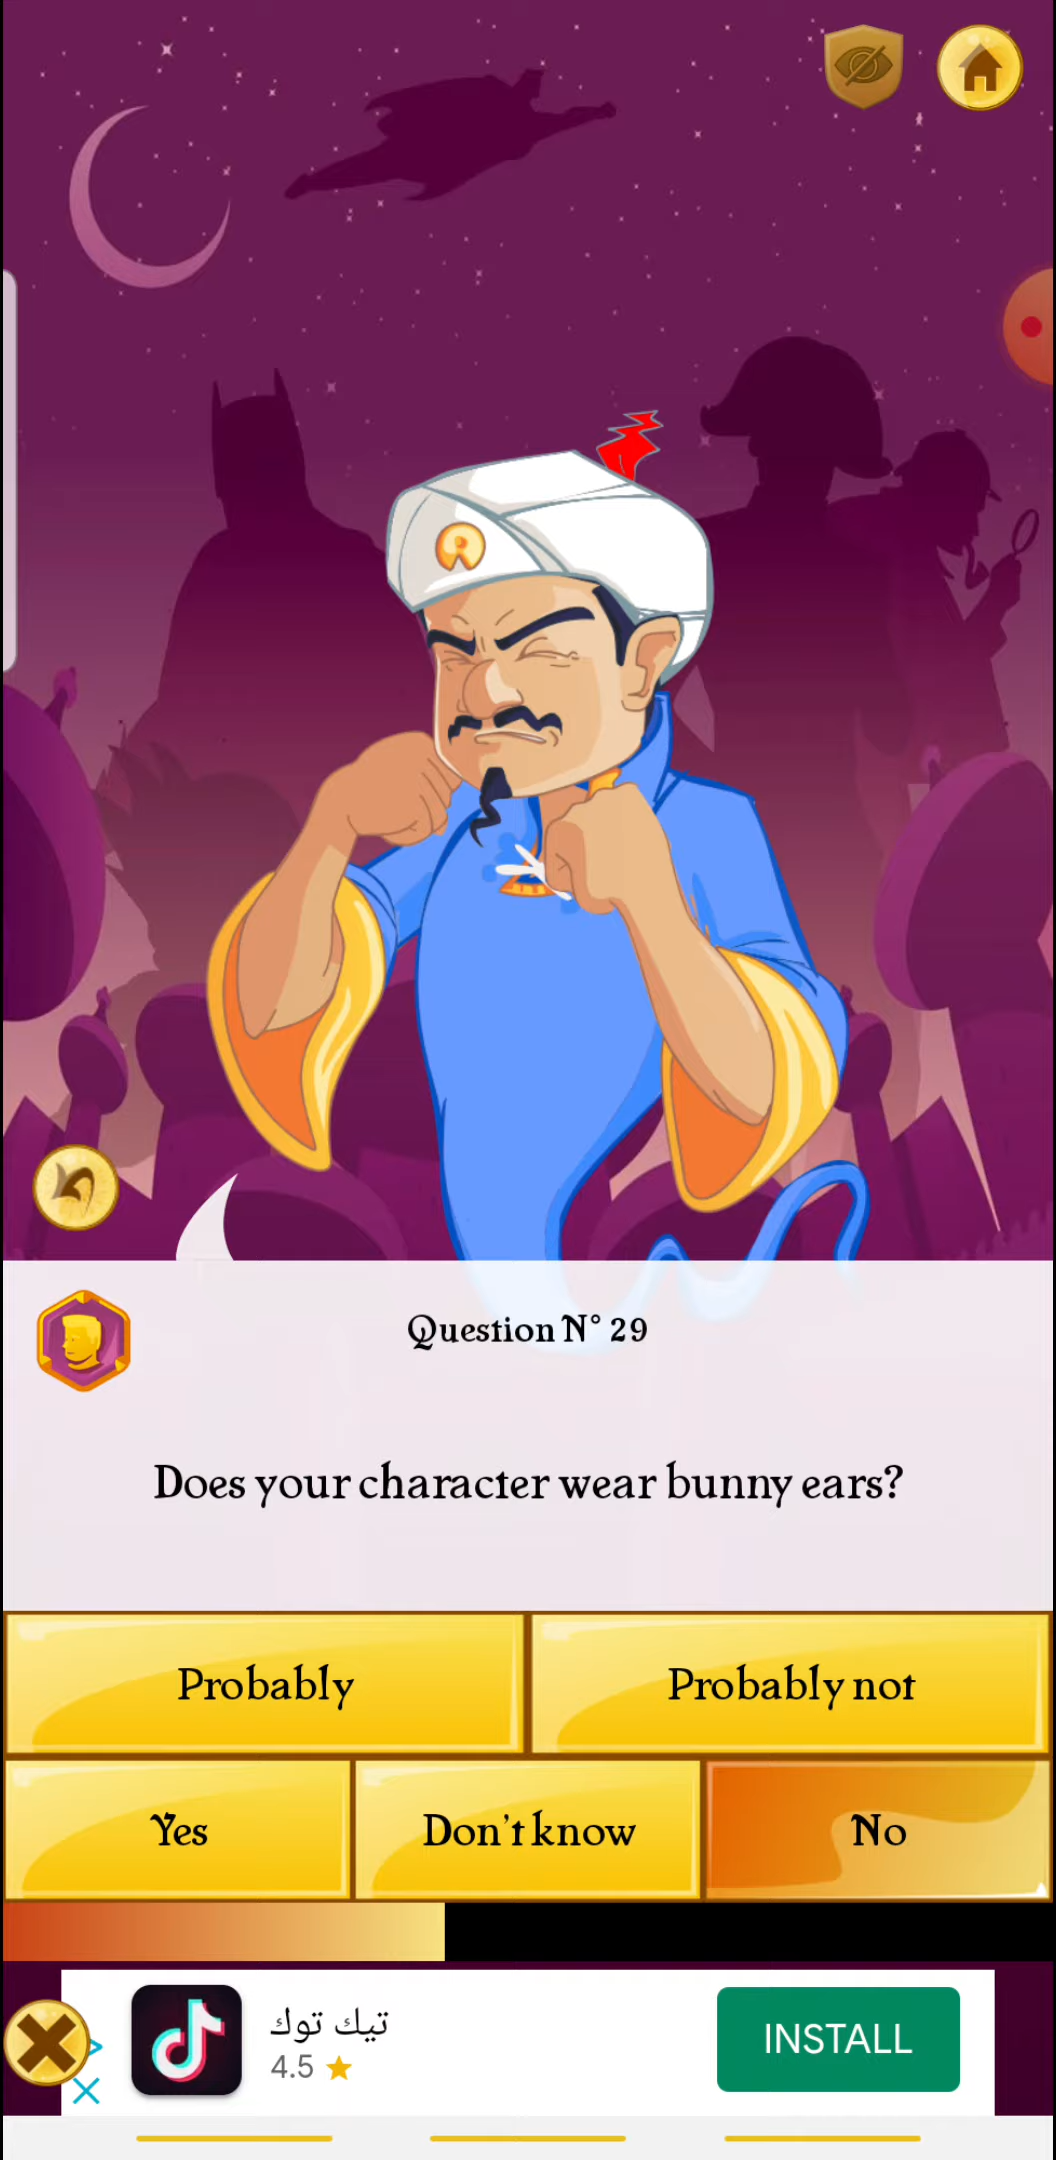 Question N° 29
Does your character wear bunny ears?
Probably
Probably not
Yes
Don't know
No
تيك توك
4.5
INSTALL